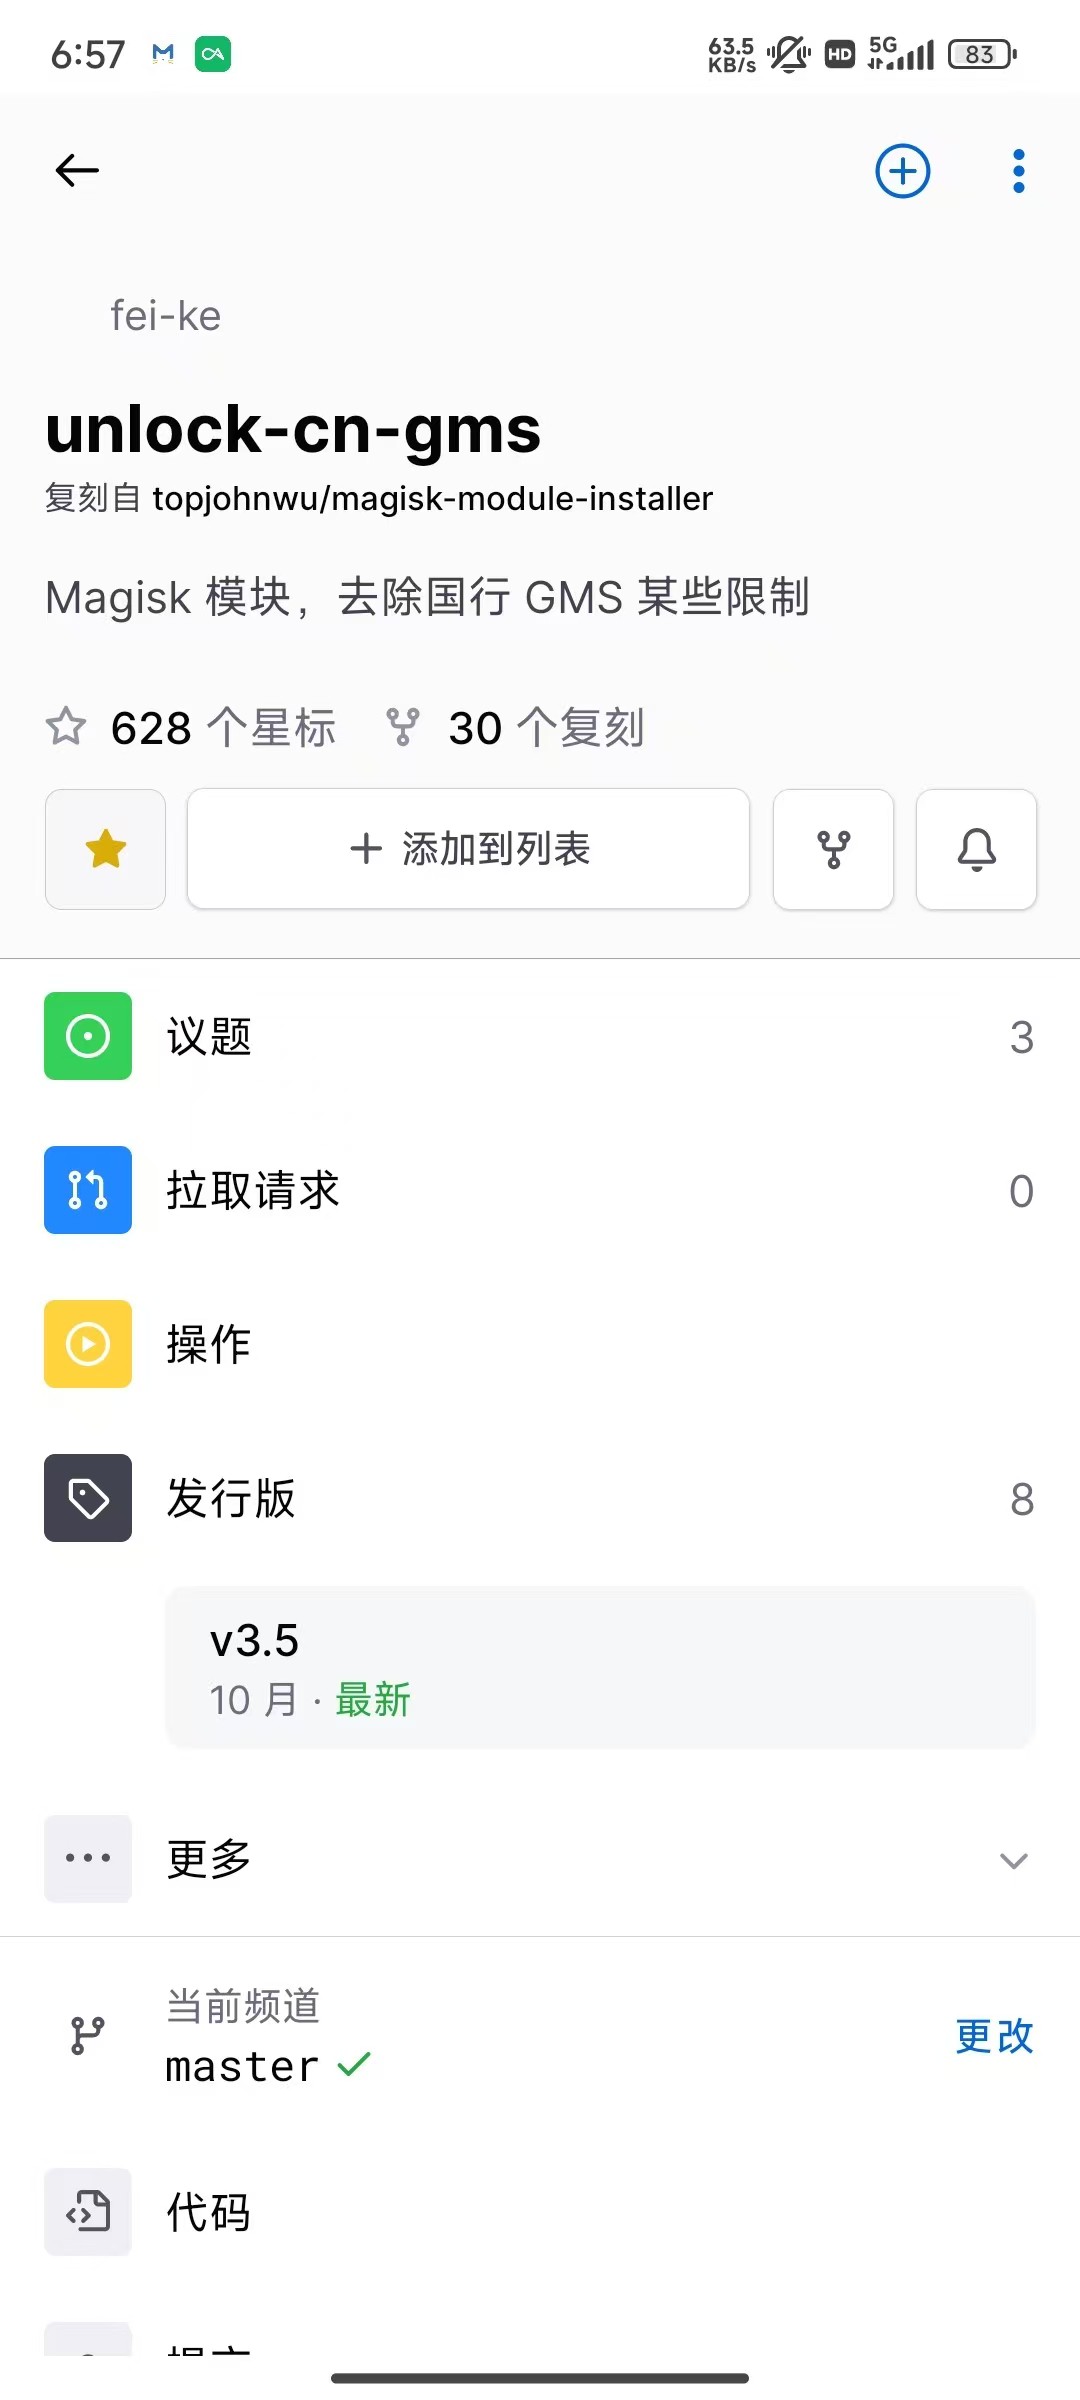 6:57
63.5 KB/s
HD
5G
83
fei-ke
unlock-cn-gms
复刻自 topjohnwu/magisk-module-installer
Magisk 模块，去除国行 GMS 某些限制
628 个星标 30 个复刻
添加到列表
议题 3
拉取请求 0
操作
发行版 8
v3.5
10 月 · 最新
更多
当前频道
master
更改
代码